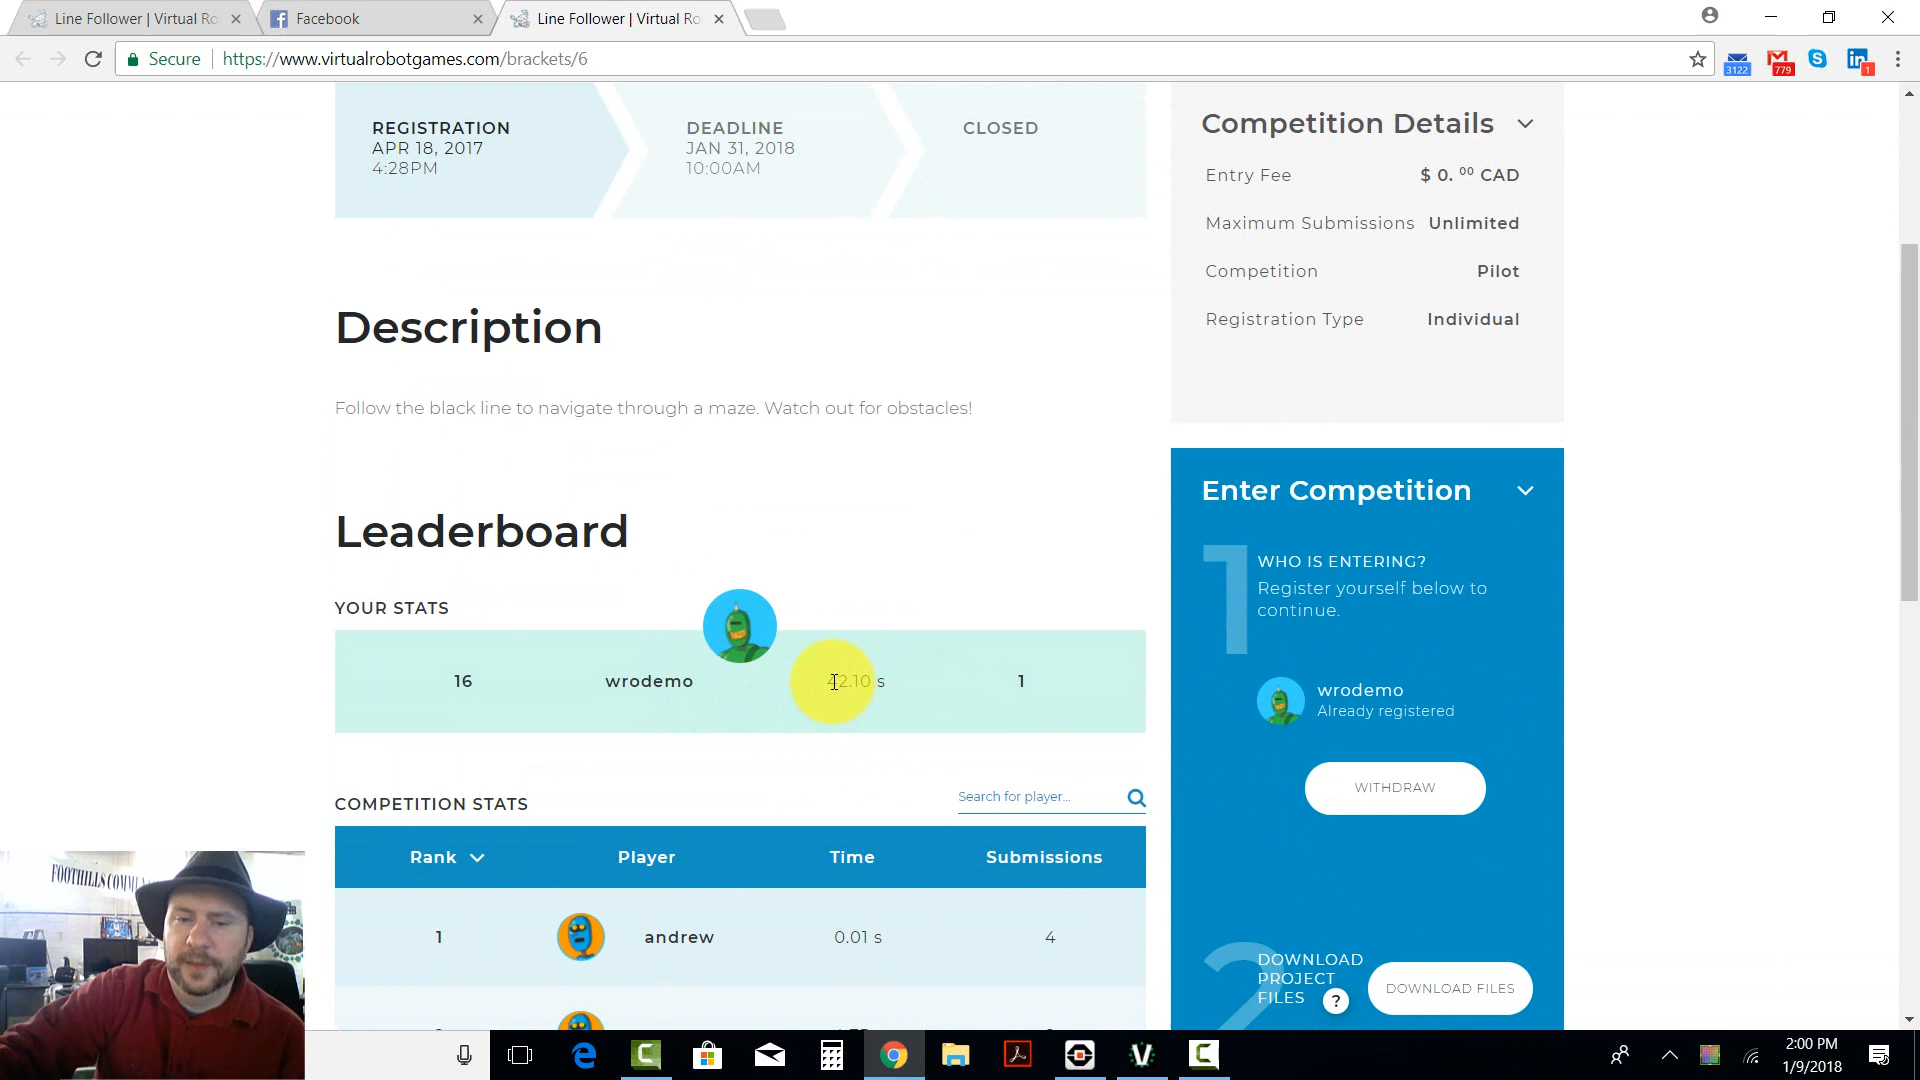 Line Follower | Virtual Ro
Facebook
Line Follower | Virtual Ro
Secure
https://www.virtualrobotgames.com/brackets/6
3122
779
1
REGISTRATION
APR 18, 2017
4:28PM
DEADLINE
JAN 31, 2018
10:00AM
CLOSED
Competition Details
Entry Fee $ 0. 00 CAD
Maximum Submissions Unlimited
Competition Pilot
Registration Type Individual
Description
Follow the black line to navigate through a maze. Watch out for obstacles!
Leaderboard
YOUR STATS
16 wrodemo 42.10 s 1
COMPETITION STATS
Search for player...
Rank Player Time Submissions
1 andrew 0.01 s 4
Enter Competition
1
WHO IS ENTERING?
Register yourself below to
continue.
wrodemo
Already registered
WITHDRAW
2
DOWNLOAD
PROJECT
FILES
?
DOWNLOAD FILES
2:00 PM
1/9/2018